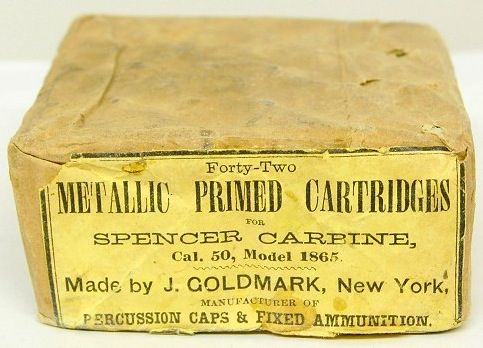 Forty-Two
METALLIC PRIMED CARTRIDGES
FOR
SPENCER CARBINE,
Cal. 50, Model 1865.
Made by J. GOLDMARK, New York,
MANUFACTURER OF
PERCUSSION CAPS & FIXED AMMUNITION.